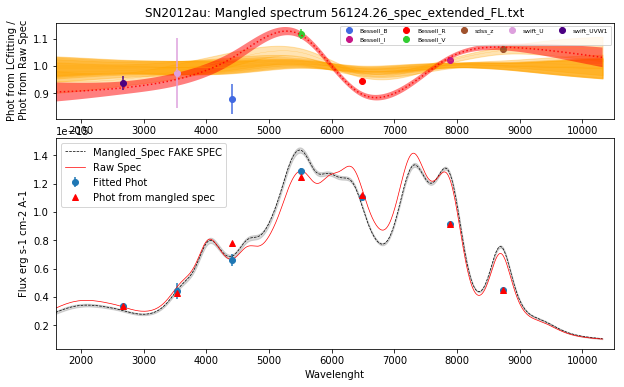 SN2012au: Mangled spectrum 56124.26_spec_extended_FL.txt
Phot from LCfitting /
Phot from Raw Spec
1.1
1.0
0.9
Bessell_B
Bessell_I
Bessell_R
Bessell_V
sdss_z
swift_U
swift_UVW1
2000 3000 4000 5000 6000 7000 8000 9000 10000
Flux erg s-1 cm-2 A-1
1.4
1.2
1.0
0.8
0.6
0.4
0.2
Mangled_Spec FAKE SPEC
Raw Spec
Fitted Phot
Phot from mangled spec
2000 3000 4000 5000 6000 7000 8000 9000 10000
Wavelenght